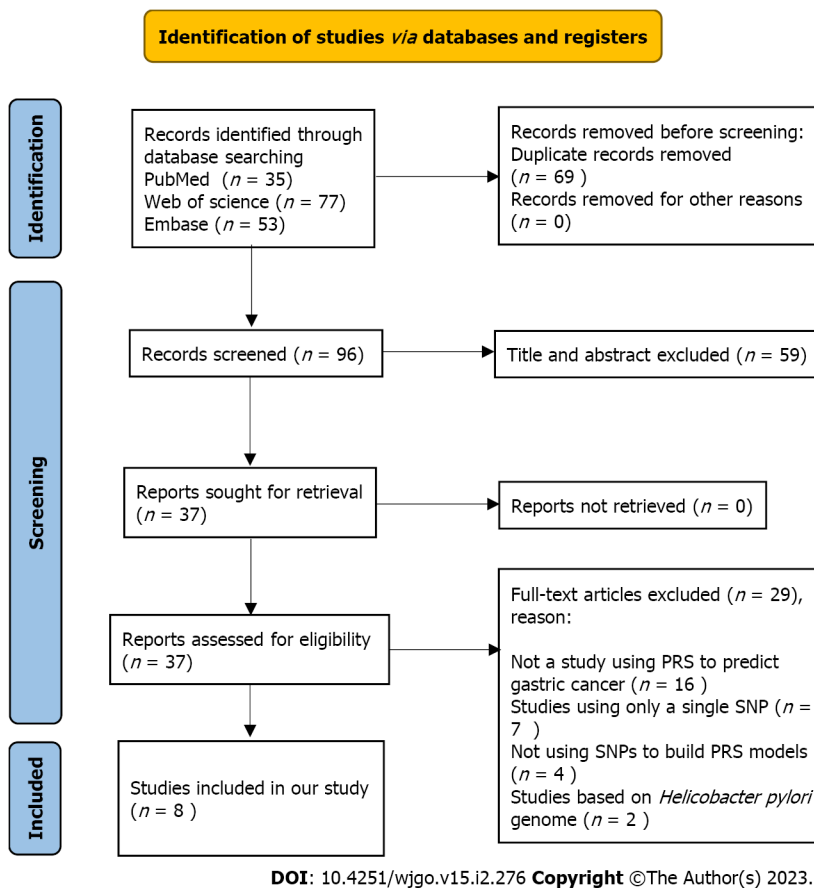 Identification of studies via databases and registers
Identification
Records identified through
database searching
PubMed (n = 35)
Web of science (n = 77)
Embase (n = 53)
Records removed before screening:
Duplicate records removed
(n = 69 )
Records removed for other reasons
(n = 0)
Screening
Records screened (n = 96)
Title and abstract excluded (n = 59)
Reports sought for retrieval
(n = 37)
Reports not retrieved (n = 0)
Reports assessed for eligibility
(n = 37)
Full-text articles excluded (n = 29),
reason:
Not a study using PRS to predict
gastric cancer (n = 16 )
Studies using only a single SNP (n =
7 )
Not using SNPs to build PRS models
(n = 4 )
Studies based on Helicobacter pylori
genome (n = 2 )
Included
Studies included in our study
(n = 8 )
DOI: 10.4251/wjgo.v15.i2.276 Copyright ©The Author(s) 2023.